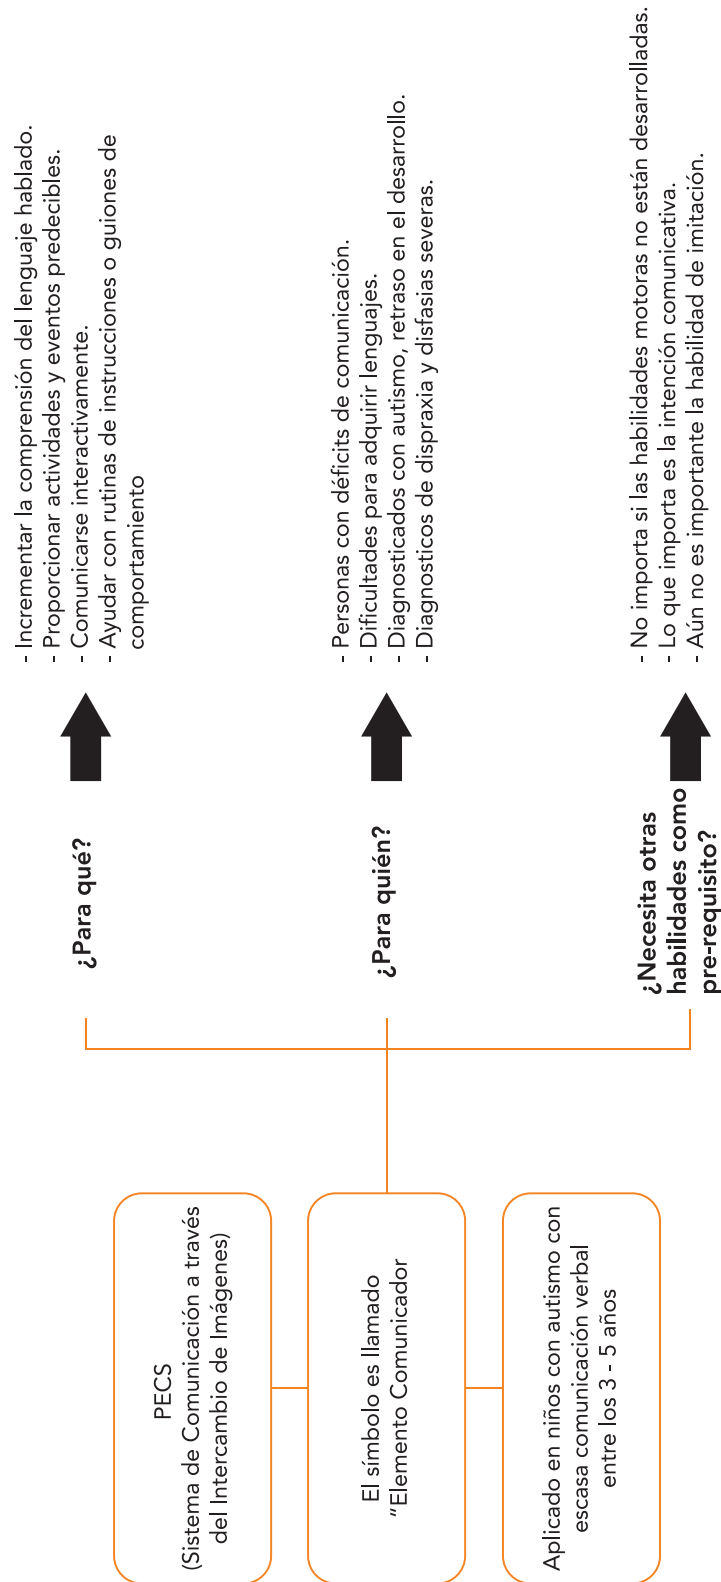 PECS
(Sistema de Comunicación a través
del Intercambio de Imágenes)
El símbolo es llamado
“Elemento Comunicador
Aplicado en niños con autismo con
escasa comunicación verbal
entre los 3 - 5 años
¿Para qué?
- Incrementar la comprensión del lenguaje hablado.
- Proporcionar actividades y eventos predecibles.
- Comunicarse interactivamente.
- Ayudar con rutinas de instrucciones o guiones de
comportamiento
¿Para quién?
- Personas con déficits de comunicación.
- Dificultades para adquirir lenguajes.
- Diagnosticados con autismo, retraso en el desarrollo.
- Diagnosticos de dispraxia y disfasias severas.
¿Necesita otras
habilidades como
pre-requisito?
- No importa si las habilidades motoras no están desarrolladas.
- Lo que importa es la intención comunicativa.
- Aún no es importante la habilidad de imitación.